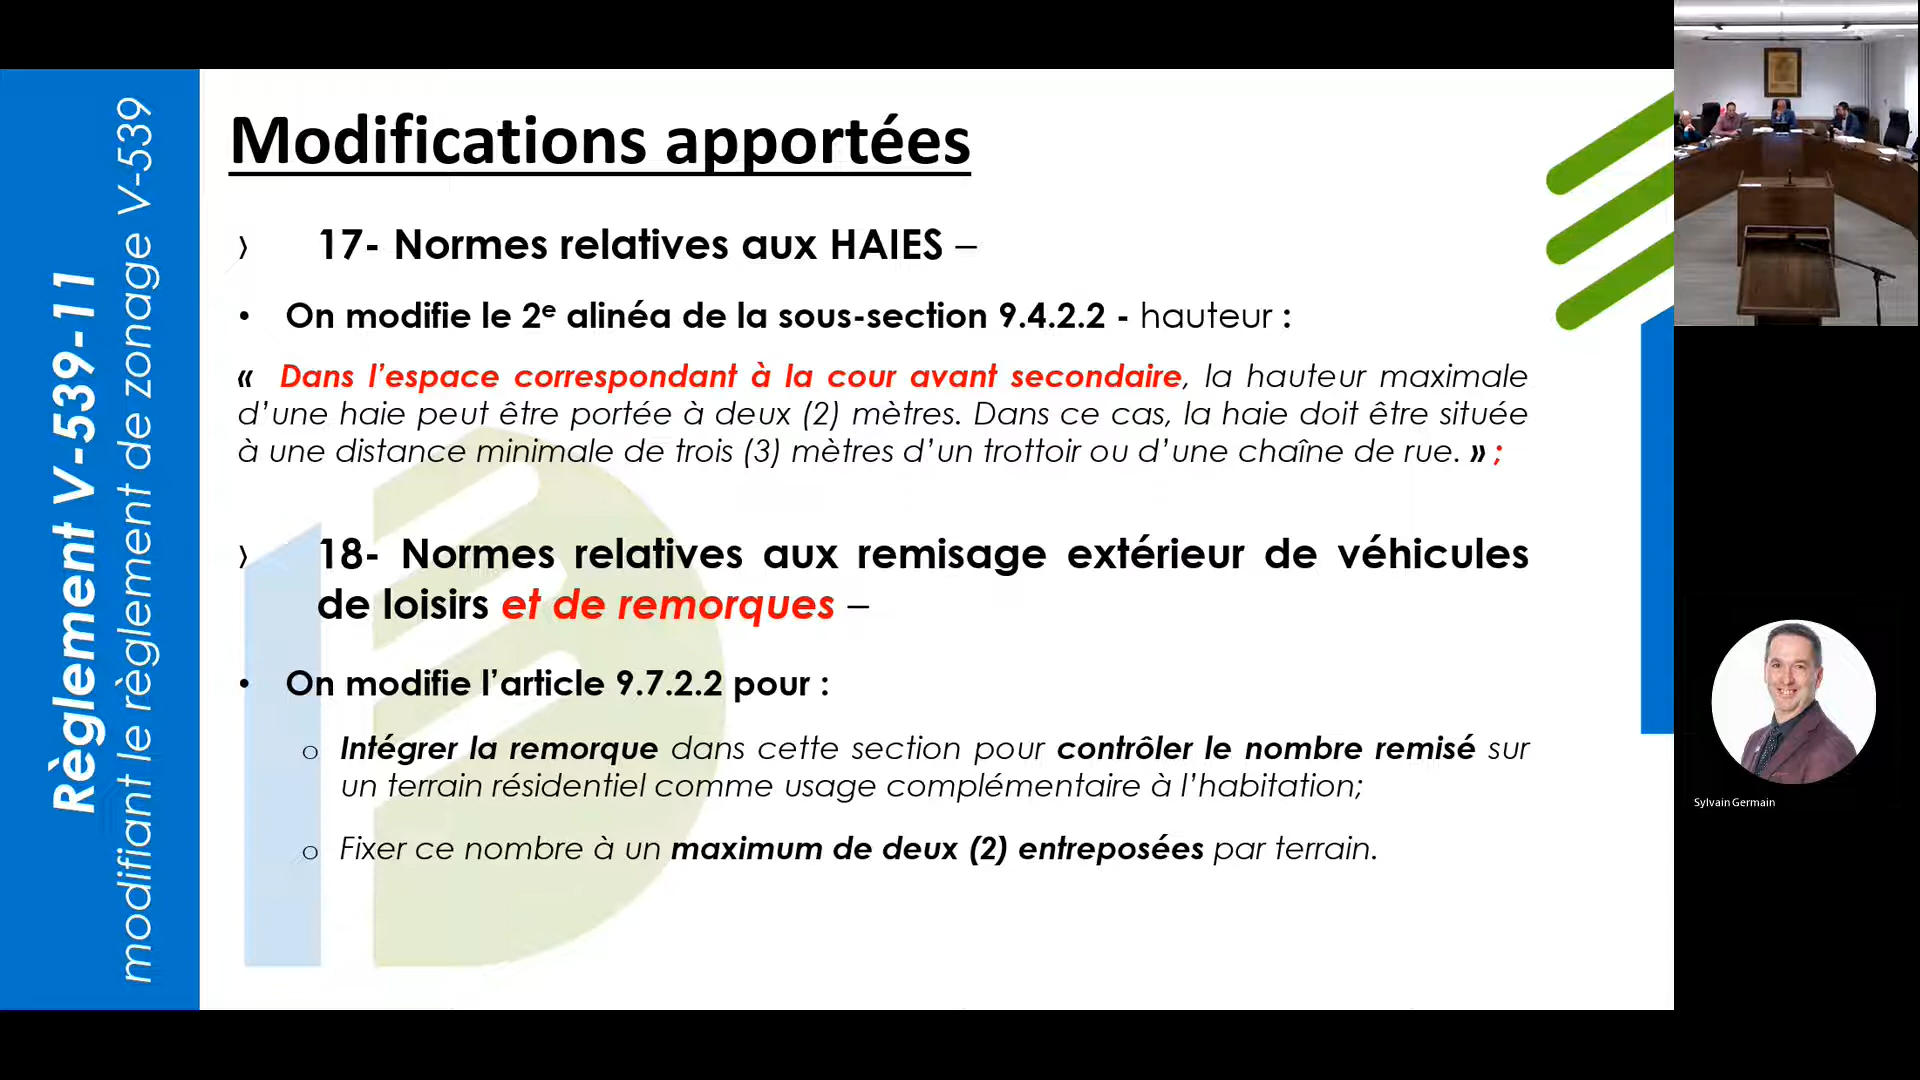 Règlement V-539-11
modifiant le règlement de zonage V-539
Modifications apportées
› 17- Normes relatives aux HAIES –
• On modifie le 2e alinéa de la sous-section 9.4.2.2 - hauteur :
« Dans l’espace correspondant à la cour avant secondaire, la hauteur maximale
d’une haie peut être portée à deux (2) mètres. Dans ce cas, la haie doit être située
à une distance minimale de trois (3) mètres d’un trottoir ou d’une chaîne de rue. » ;
› 18- Normes relatives aux remisage extérieur de véhicules
de loisirs et de remorques –
• On modifie l’article 9.7.2.2 pour :
o Intégrer la remorque dans cette section pour contrôler le nombre remisé sur
un terrain résidentiel comme usage complémentaire à l’habitation;
o Fixer ce nombre à un maximum de deux (2) entreposées par terrain.
Sylvain Germain